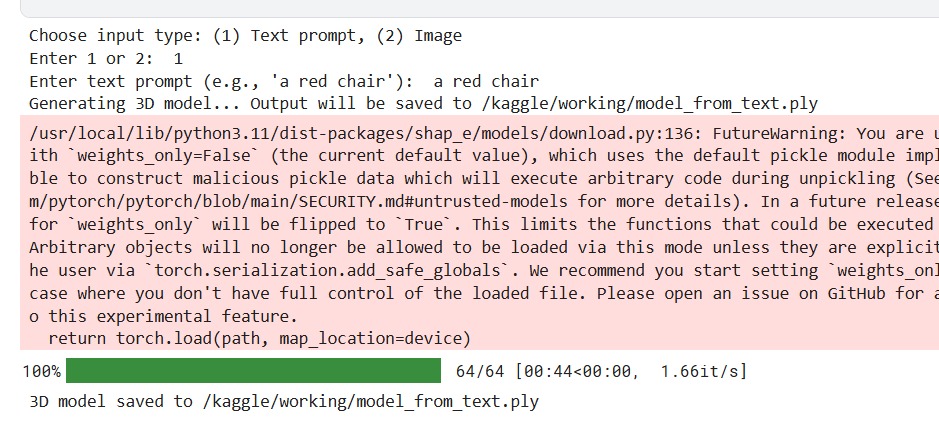 Choose input type: (1) Text prompt, (2) Image
Enter 1 or 2:  1
Enter text prompt (e.g., 'a red chair'):  a red chair
Generating 3D model... Output will be saved to /kaggle/working/model_from_text.ply
/usr/local/lib/python3.11/dist-packages/shap_e/models/download.py:136: FutureWarning: You are u
ith `weights_only=False` (the current default value), which uses the default pickle module impl
ble to construct malicious pickle data which will execute arbitrary code during unpickling (See
m/pytorch/pytorch/blob/main/SECURITY.md#untrusted-models for more details). In a future release
for `weights_only` will be flipped to `True`. This limits the functions that could be executed
Arbitrary objects will no longer be allowed to be loaded via this mode unless they are explicit
he user via `torch.serialization.add_safe_globals`. We recommend you start setting `weights_onl
case where you don't have full control of the loaded file. Please open an issue on GitHub for a
o this experimental feature.
  return torch.load(path, map_location=device)
100% 64/64 [00:44<00:00,  1.66it/s]
3D model saved to /kaggle/working/model_from_text.ply